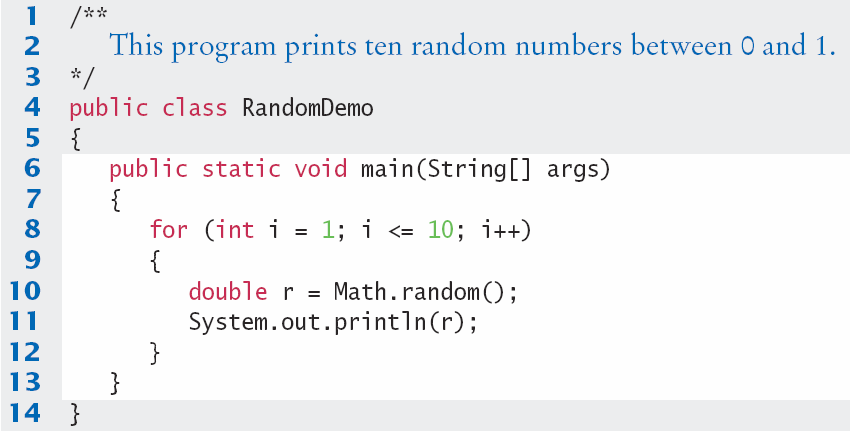 1 /**
2 This program prints ten random numbers between 0 and 1.
3 */
4 public class RandomDemo
5 {
6 public static void main(String[] args)
7 {
8 for (int i = 1; i <= 10; i++)
9 {
10 double r = Math.random();
11 System.out.println(r);
12 }
13 }
14 }